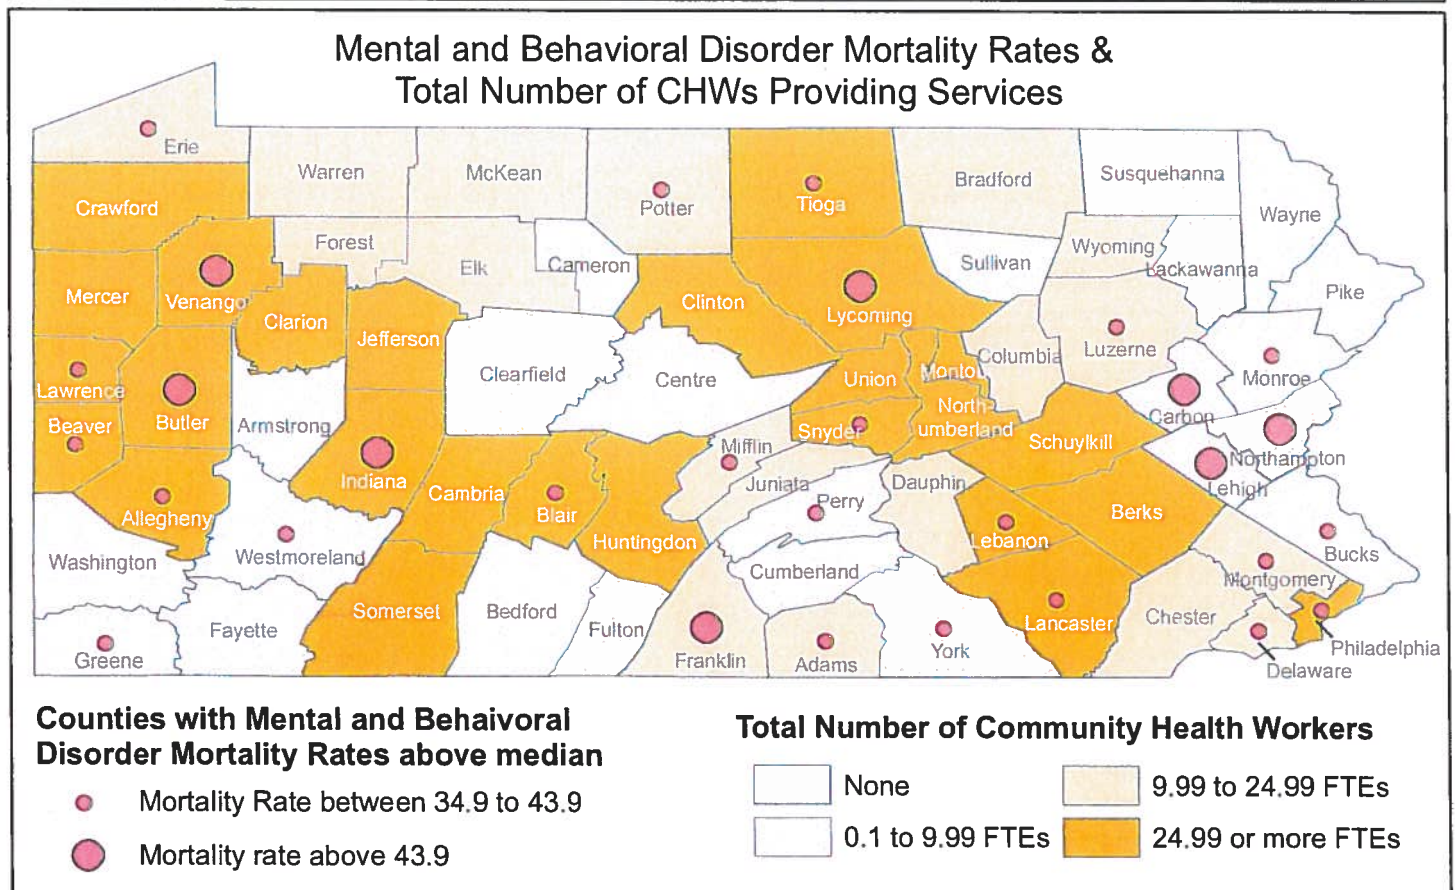 Mental and Behavioral Disorder Mortality Rates &
Total Number of CHWs Providing Services
Erie
Warren
McKean
Potter
Tioga
Bradford
Susquehanna
Wayne
Crawford
Forest
Elk
Cameron
Sullivan
Wyoming
Lackawanna
Pike
Mercer
Venango
Clarion
Jefferson
Clinton
Lycoming
Columbia
Luzerne
Monroe
Lawrence
Butler
Armstrong
Clearfield
Centre
Union
Montou
Carbon
Beaver
Indiana
Snyder
North-
umberland
Schuylkill
Northampton
Lehigh
Allegheny
Cambria
Blair
Huntingdon
Mifflin
Juniata
Perry
Dauphin
Lebanon
Berks
Bucks
Washington
Westmoreland
Cumberland
Montgomery
Greene
Fayette
Somerset
Bedford
Fulton
Franklin
Adams
York
Lancaster
Chester
Philadelphia
Delaware
Counties with Mental and Behaivoral
Disorder Mortality Rates above median
Mortality Rate between 34.9 to 43.9
Mortality rate above 43.9
Total Number of Community Health Workers
None
0.1 to 9.99 FTEs
9.99 to 24.99 FTEs
24.99 or more FTEs